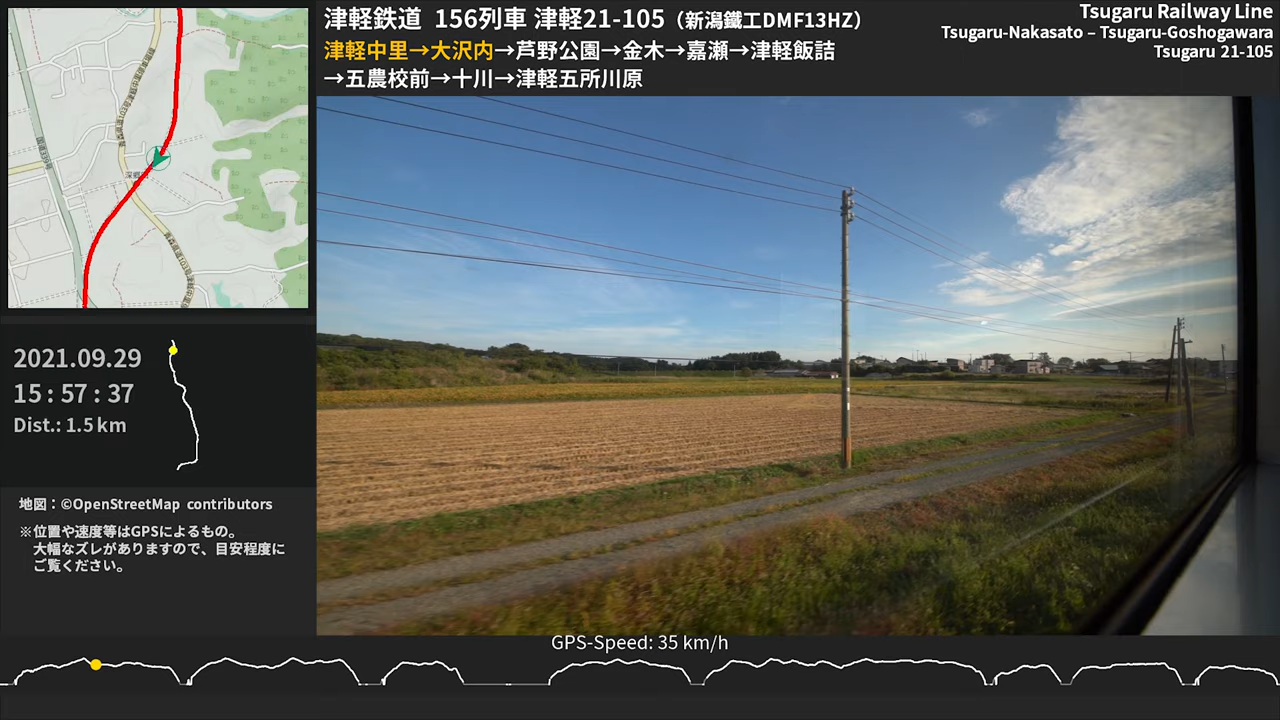 津軽鉄道 156列車 津軽21-105（新潟鐵工DMF13HZ）
津軽中里→大沢内→芦野公園→金木→嘉瀬→津軽飯詰
→五農校前→十川→津軽五所川原
Tsugaru Railway Line
Tsugaru-Nakasato – Tsugaru-Goshogawara
Tsugaru 21-105
国道339号
2021.09.29
15 : 57 : 37
Dist.: 1.5 km
地図：©OpenStreetMap contributors
※位置や速度等はGPSによるもの。
大幅なズレがありますので、目安程度に
ご覧ください。
GPS-Speed: 35 km/h